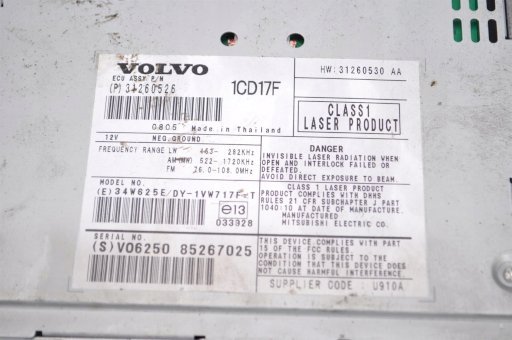 VOLVO
ECU ASSY P/N
(P) 31260526
1CD17F
HW: 31260530 AA
CLASS1
LASER PRODUCT
0605 Made in Thailand
12V NEG.GROUND
FREQUENCY RANGE LW 153- 282KHz
AM(MW) 522-1720KHz
FM 76.0-108.0MHz
MODEL NO.
(E)34W625E/DY-1VW717F-T
e13
033928
SERIAL NO.
(S)V06250 85267025
DANGER
INVISIBLE LASER RADIATION WHEN
OPEN AND INTERLOCK FAILED OR
DEFEATED.
AVOID DIRECT EXPOSURE TO BEAM.
CLASS 1 LASER PRODUCT
PRODUCT COMPLIES WITH DHHS
RULES 21 CFR SUBCHAPTER J PART
1040:10 AT DATE OF MANUFACTURE.
MANUFACTURED
MITSUBISHI ELECTRIC CO.
THIS DEVICE COMPLIES WITH PART
15 OF THE FCC RULES
OPERATION IS SUBJECT TO THE
CONDITION THAT THIS DEVICE DOES
NOT CAUSE HARMFUL INTERFERENCE.
SUPPLIER CODE : U910A